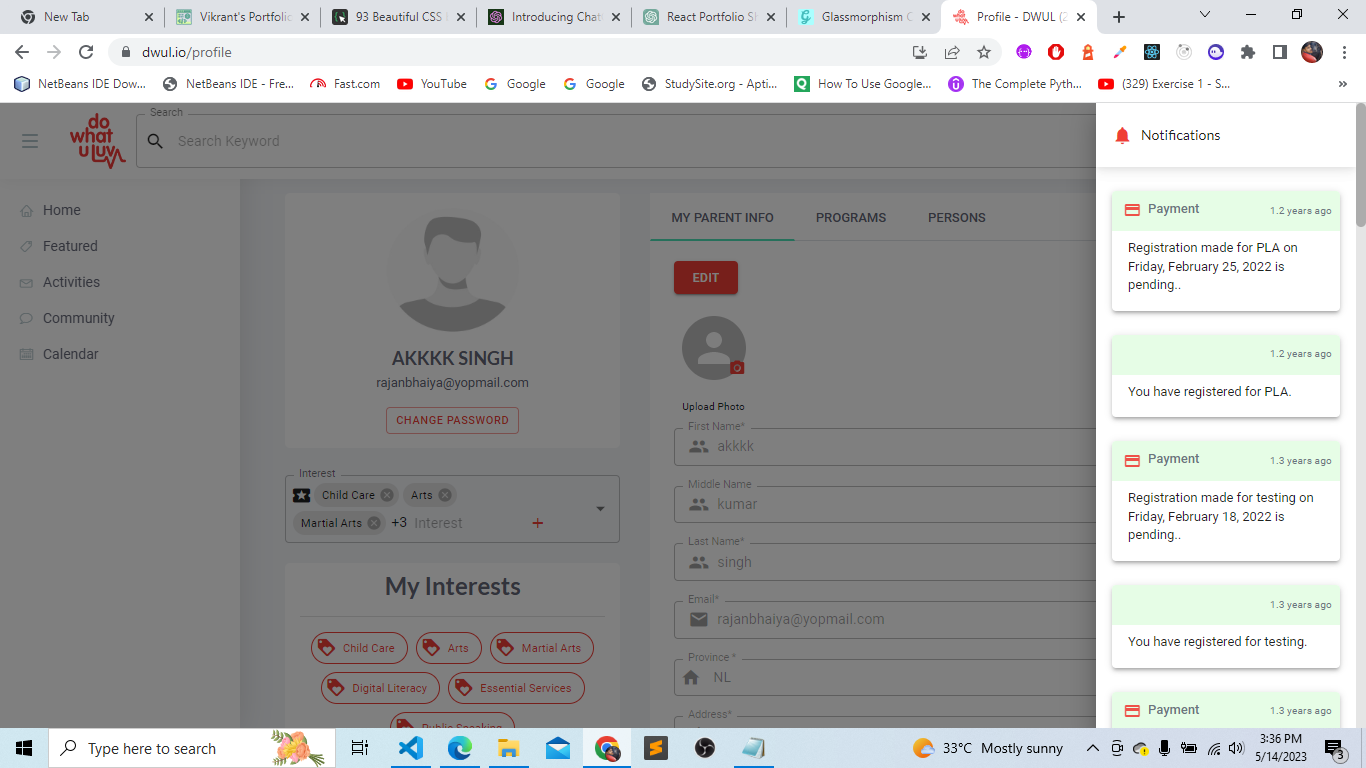 New Tab
Vikrant's Portfolio
93 Beautiful CSS
Introducing Chat
React Portfolio Sh
Glassmorphism C
Profile - DWUL (2
dwul.io/profile
NetBeans IDE Dow...
NetBeans IDE - Fre...
Fast.com
YouTube
Google
Google
StudySite.org - Apti...
How To Use Google...
The Complete Pyth...
(329) Exercise 1 - S...
»
do
what
u Luv
Search
Search Keyword
Home
Featured
Activities
Community
Calendar
AKKKK SINGH
rajanbhaiya@yopmail.com
CHANGE PASSWORD
Interest
Child Care
Arts
Martial Arts
+3
Interest
+
My Interests
Child Care
Arts
Martial Arts
Digital Literacy
Essential Services
Public Speaking
MY PARENT INFO
PROGRAMS
PERSONS
EDIT
Upload Photo
First Name*
akkkk
Middle Name
kumar
Last Name*
singh
Email*
rajanbhaiya@yopmail.com
Province *
NL
Address*
Notifications
Payment
1.2 years ago
Registration made for PLA on
Friday, February 25, 2022 is
pending..
1.2 years ago
You have registered for PLA.
Payment
1.3 years ago
Registration made for testing on
Friday, February 18, 2022 is
pending..
1.3 years ago
You have registered for testing.
Payment
1.3 years ago
Type here to search
33°C Mostly sunny
3:36 PM
5/14/2023
3